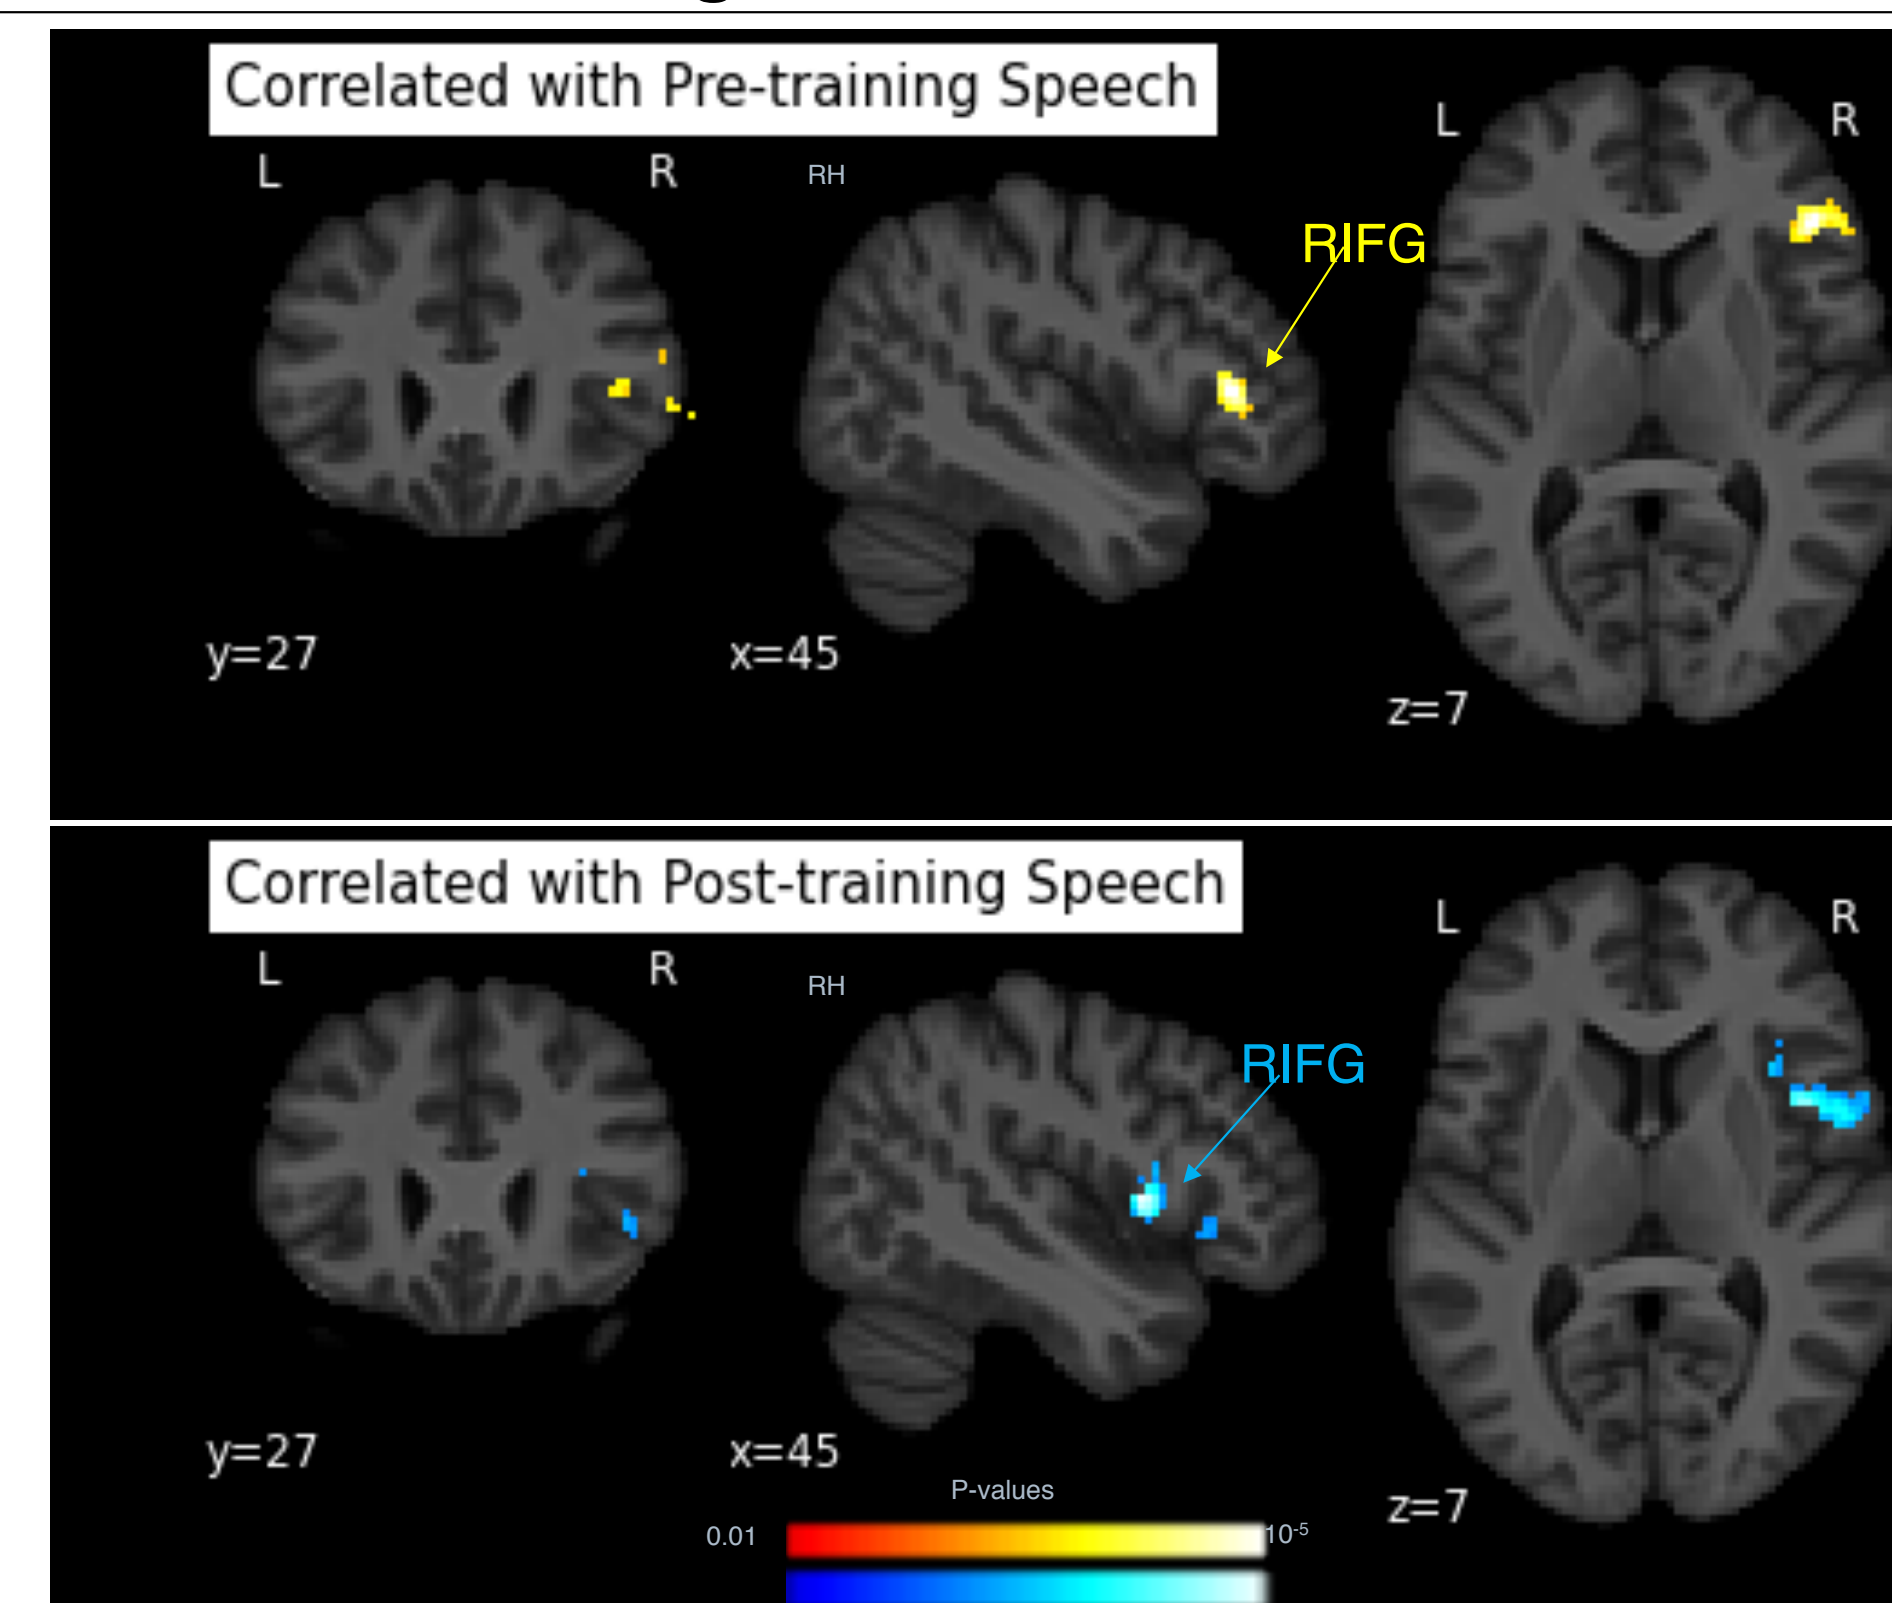 Correlated with Pre-training Speech
L R RH L R
RIFG
y=27 x=45
z=7
Correlated with Post-training Speech
L R RH L R
RIFG
y=27 x=45
z=7
P-values
0.01 10-5